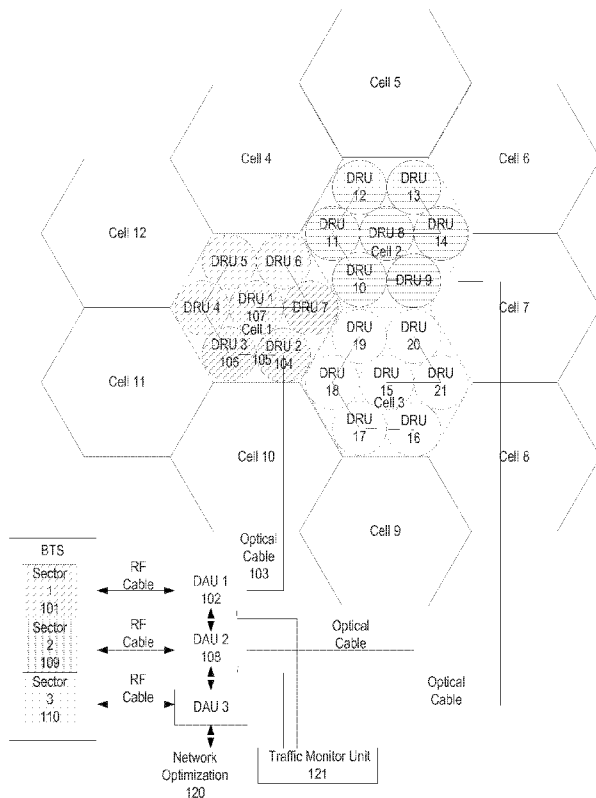 Cell 5
Cell 4
Cell 6
DRU 12
DRU 13
Cell 12
DRU 11
DRU 8
DRU 14
Cell 2
DRU 5
DRU 6
DRU 10
DRU 9
DRU 4
DRU 1
107
DRU 7
Cell 7
Cell 1
DRU 19
DRU 20
DRU 3
106
105
DRU 2
104
Cell 11
DRU 18
DRU 15
DRU 21
Cell 3
DRU 17
DRU 16
Cell 10
Cell 8
Cell 9
BTS
Optical
Cable
103
Sector
1
101
RF
Cable
DAU 1
102
Sector
2
109
RF
Cable
DAU 2
108
Optical
Cable
Sector
3
110
RF
Cable
DAU 3
Optical
Cable
Network
Optimization
120
Traffic Monitor Unit
121